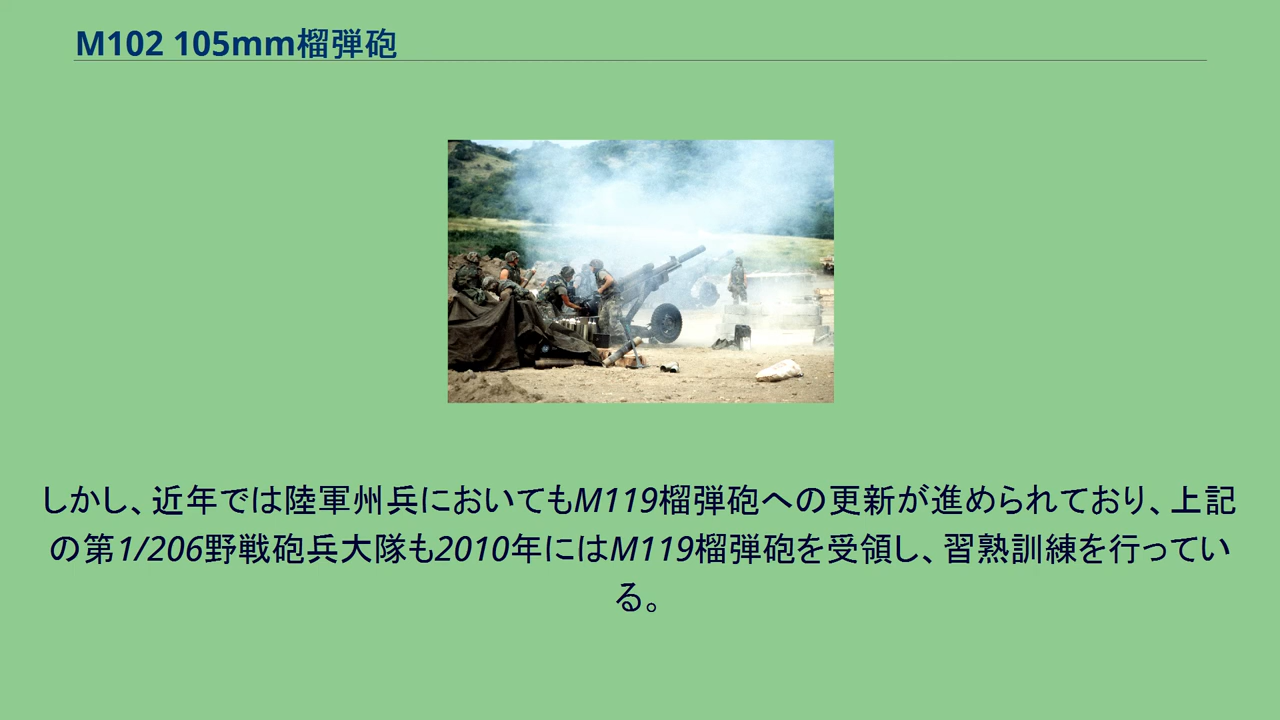 M102 105mm榴弾砲
しかし、近年では陸軍州兵においてもM119榴弾砲への更新が進められており、上記
の第1/206野戦砲兵大隊も2010年にはM119榴弾砲を受領し、習熟訓練を行ってい
る。